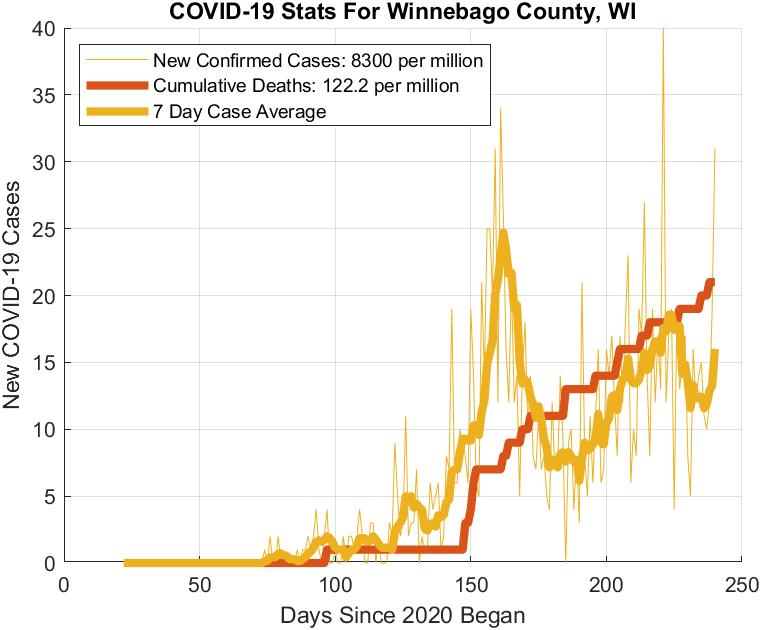 COVID-19 Stats For Winnebago County, WI
New Confirmed Cases: 8300 per million
Cumulative Deaths: 122.2 per million
7 Day Case Average
New COVID-19 Cases
40
35
30
25
20
15
10
5
0
0 50 100 150 200 250
Days Since 2020 Began